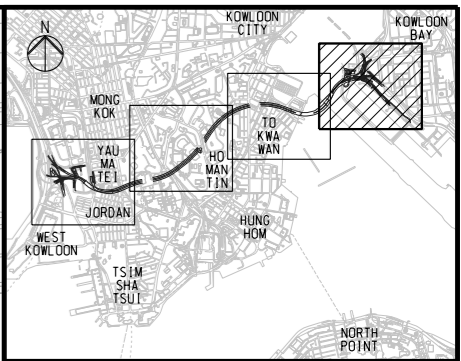 N
KOWLOON
CITY
KOWLOON
BAY
MONG
KOK
TO
KWA
WAN
YAU
MA
TEI
HO
MAN
TIN
JORDAN
HUNG
HOM
WEST
KOWLOON
TSIM
SHA
TSUI
NORTH
POINT